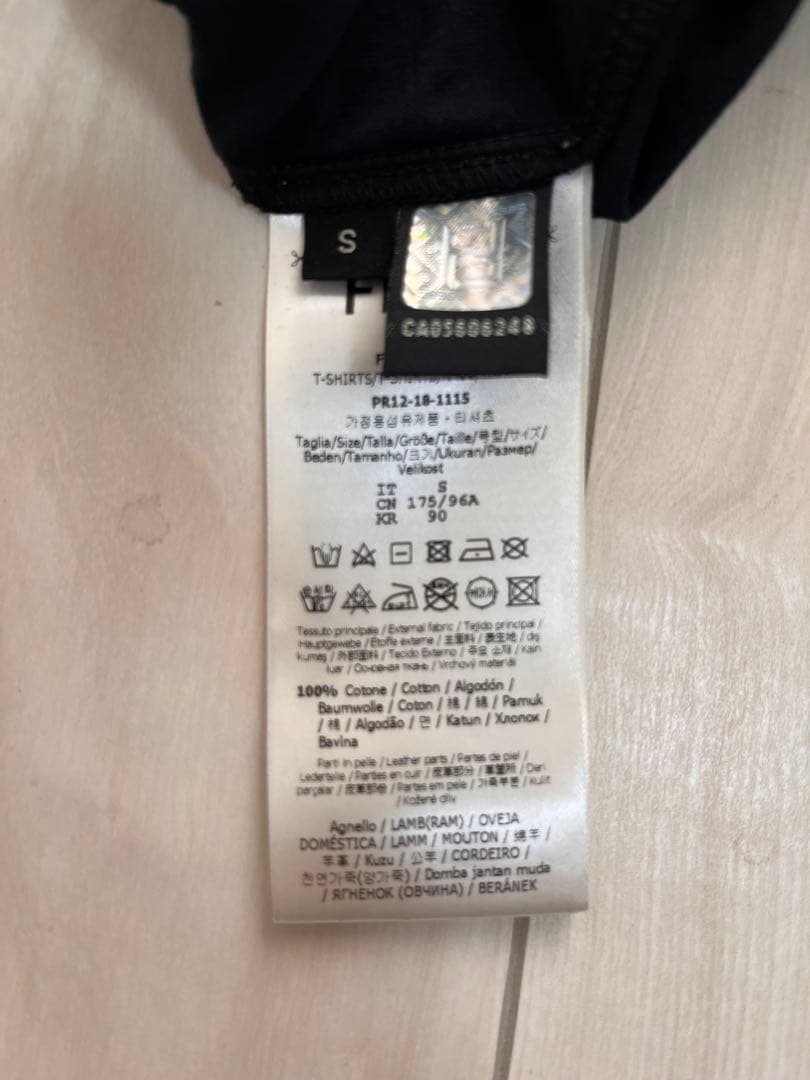 S
CA05606248
T-SHIRTS/
PR12-18-1115
가정용섬유제품 - 티셔츠
Taglia/Size/Talla/Größe/Taille/号型/サイズ/
Beden/Tamanho/크기/Ukuran/Размер/
Velikost
IT S
CN 175/96A
KR 90
Tessuto principale / External fabric / Tejido principal /
Hauptgewebe / Étoffe externe / 主面料 / 表生地 / dış
kumaş / 外部面料 / Tecido Externo / 주요 소재 / Kain
luar / Основная ткань / Vrchový materiál
100% Cotone / Cotton / Algodón /
Baumwolle / Coton / 棉 / 綿 / Pamuk
/ 棉 / Algodão / 면 / Katun / Хлопок /
Bavlna
Parti in pelle / Leather parts / Partes de piel /
Lederteile / Parties en cuir / 皮革部分 / 革箇所 / Deri
parçalar / 皮革部份 / Partes em pele / 가죽부분 / kulit
/ Kožené díly
Agnello / LAMB(RAM) / OVEJA
DOMÉSTICA / LAMM / MOUTON / 绵羊 /
羊革 / Kuzu / 公羊 / CORDEIRO /
천연가죽(양가죽) / Domba jantan muda
/ ЯГНЕНОК (ОВЧИНА) / BERÁNEK